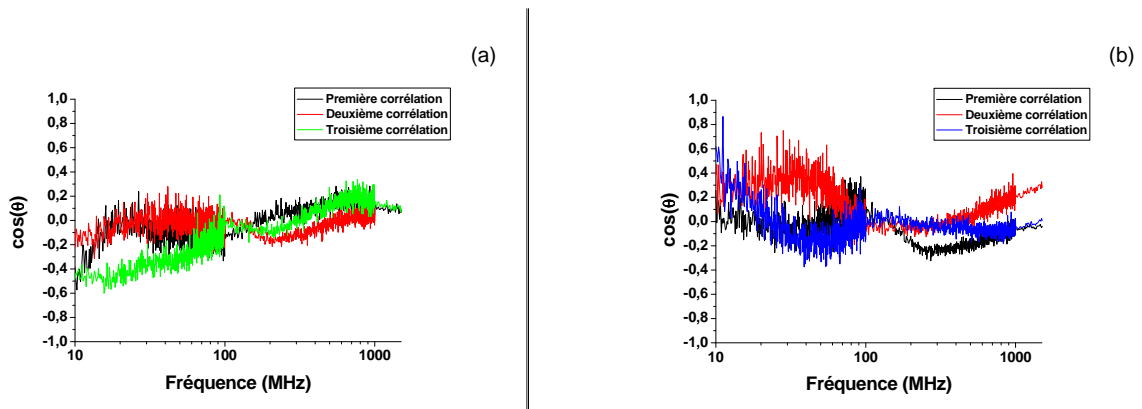 (a)
Première corrélation
Deuxième corrélation
Troisième corrélation
1,0
0,8
0,6
0,4
0,2
0,0
-0,2
-0,4
-0,6
-0,8
-1,0
cos(θ)
10
100
1000
Fréquence (MHz)
(b)
Première corrélation
Deuxième corrélation
Troisième corrélation
1,0
0,8
0,6
0,4
0,2
0,0
-0,2
-0,4
-0,6
-0,8
-1,0
cos(θ)
10
100
1000
Fréquence (MHz)